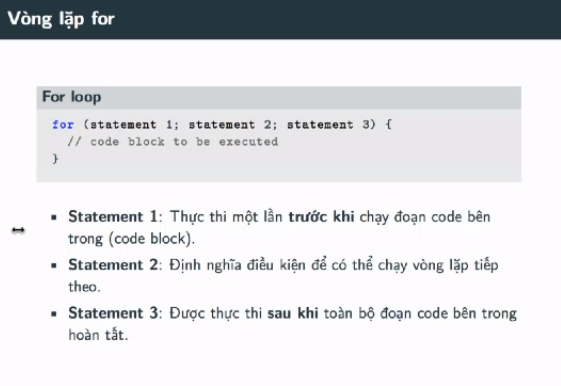 Vòng lặp for
For loop
for (statement 1; statement 2; statement 3) {
// code block to be executed
}
▪ Statement 1: Thực thi một lần trước khi chạy đoạn code bên
trong (code block).
▪ Statement 2: Định nghĩa điều kiện để có thể chạy vòng lặp tiếp
theo.
▪ Statement 3: Được thực thi sau khi toàn bộ đoạn code bên trong
hoàn tất.